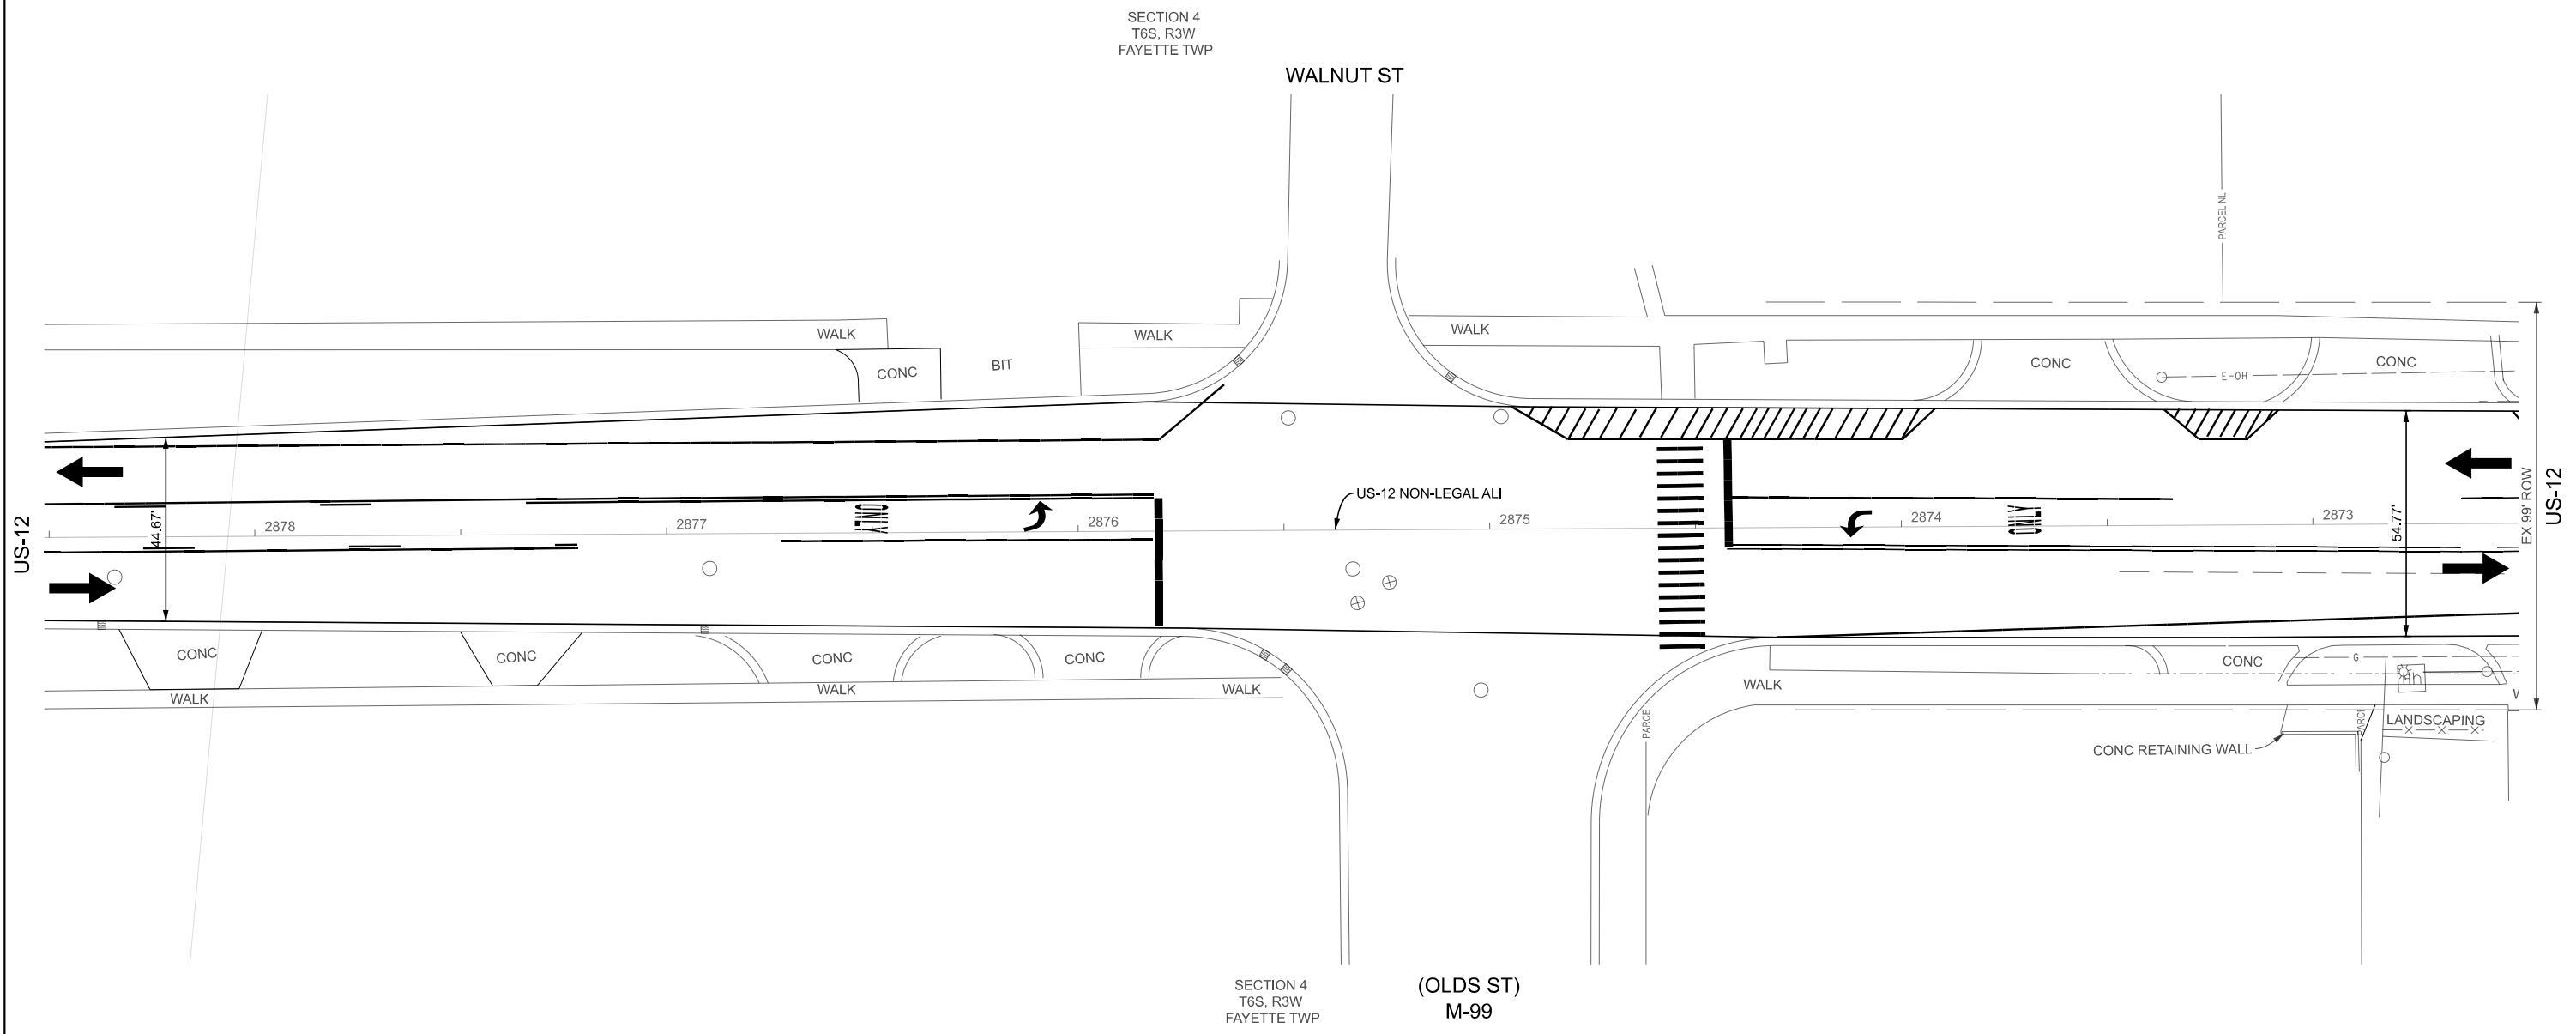 SECTION 4
T6S, R3W
FAYETTE TWP
WALNUT ST
PARCEL NL
WALK
WALK
WALK
BIT
CONC
CONC
CONC
E-OH
US-12
44.67'
2878
2877
ONLY
2876
US-12 NON-LEGAL ALI
2875
2874
ONLY
2873
54.77'
EX 99' ROW
US-12
CONC
CONC
CONC
CONC
CONC
G
WALK
WALK
WALK
WALK
PARCE
PARCE
LANDSCAPING
CONC RETAINING WALL
SECTION 4
T6S, R3W
FAYETTE TWP
(OLDS ST)
M-99